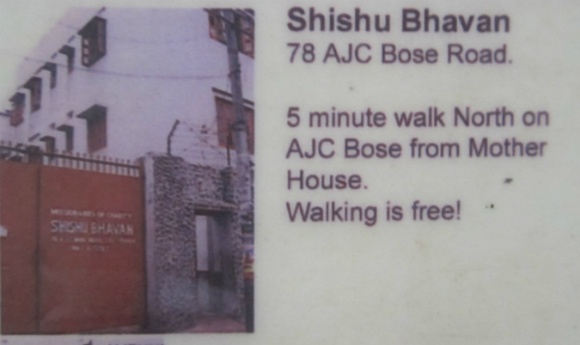 Shishu Bhavan
78 AJC Bose Road.
5 minute walk North on
AJC Bose from Mother
House.
Walking is free!
MISSIONARIES OF CHARITY
SHISHU BHAVAN